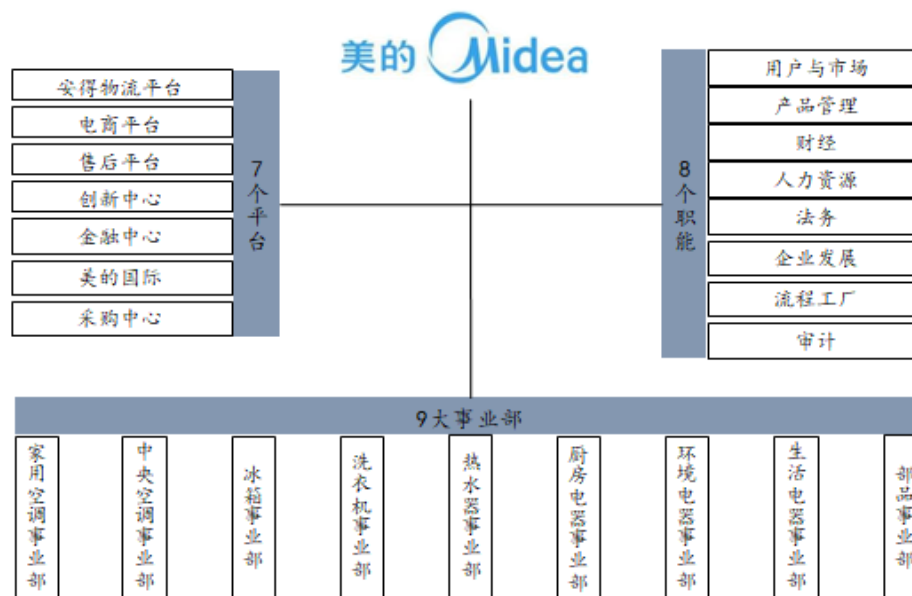 美的 Midea
安得物流平台
电商平台
售后平台
创新中心
金融中心
美的国际
采购中心
7个平台
8个职能
用户与市场
产品管理
财经
人力资源
法务
企业发展
流程工厂
审计
9大事业部
家用空调事业部
中央空调事业部
冰箱事业部
洗衣机事业部
热水器事业部
厨房电器事业部
环境电器事业部
生活电器事业部
部品事业部